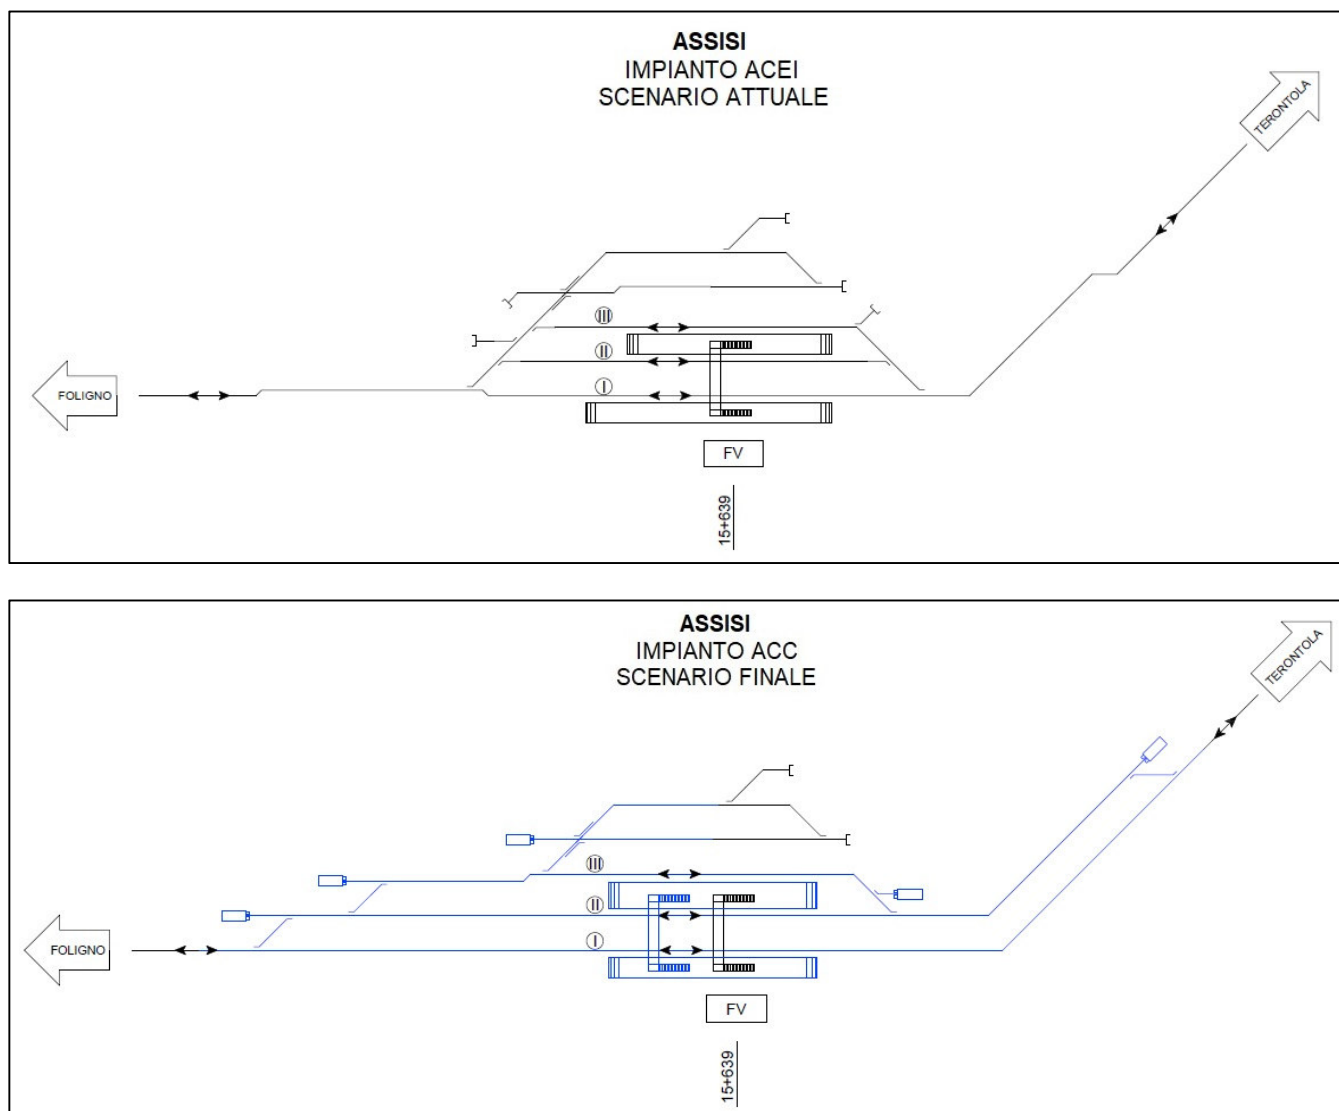 ASSISI
IMPIANTO ACEI
SCENARIO ATTUALE
TERONTOLA
III
II
I
FOLIGNO
FV
15+639
ASSISI
IMPIANTO ACC
SCENARIO FINALE
TERONTOLA
III
II
I
FOLIGNO
FV
15+639